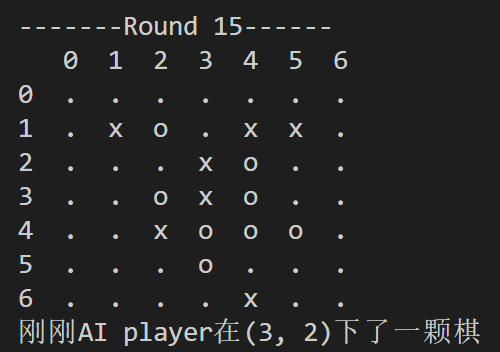 -------Round 15------
   0  1  2  3  4  5  6
0  .  .  .  .  .  .  .
1  .  x  o  .  x  x  .
2  .  .  .  x  o  .  .
3  .  .  o  x  o  .  .
4  .  .  x  o  o  o  .
5  .  .  .  o  .  .  .
6  .  .  .  .  x  .  .
刚刚AI player在(3, 2)下了一颗棋